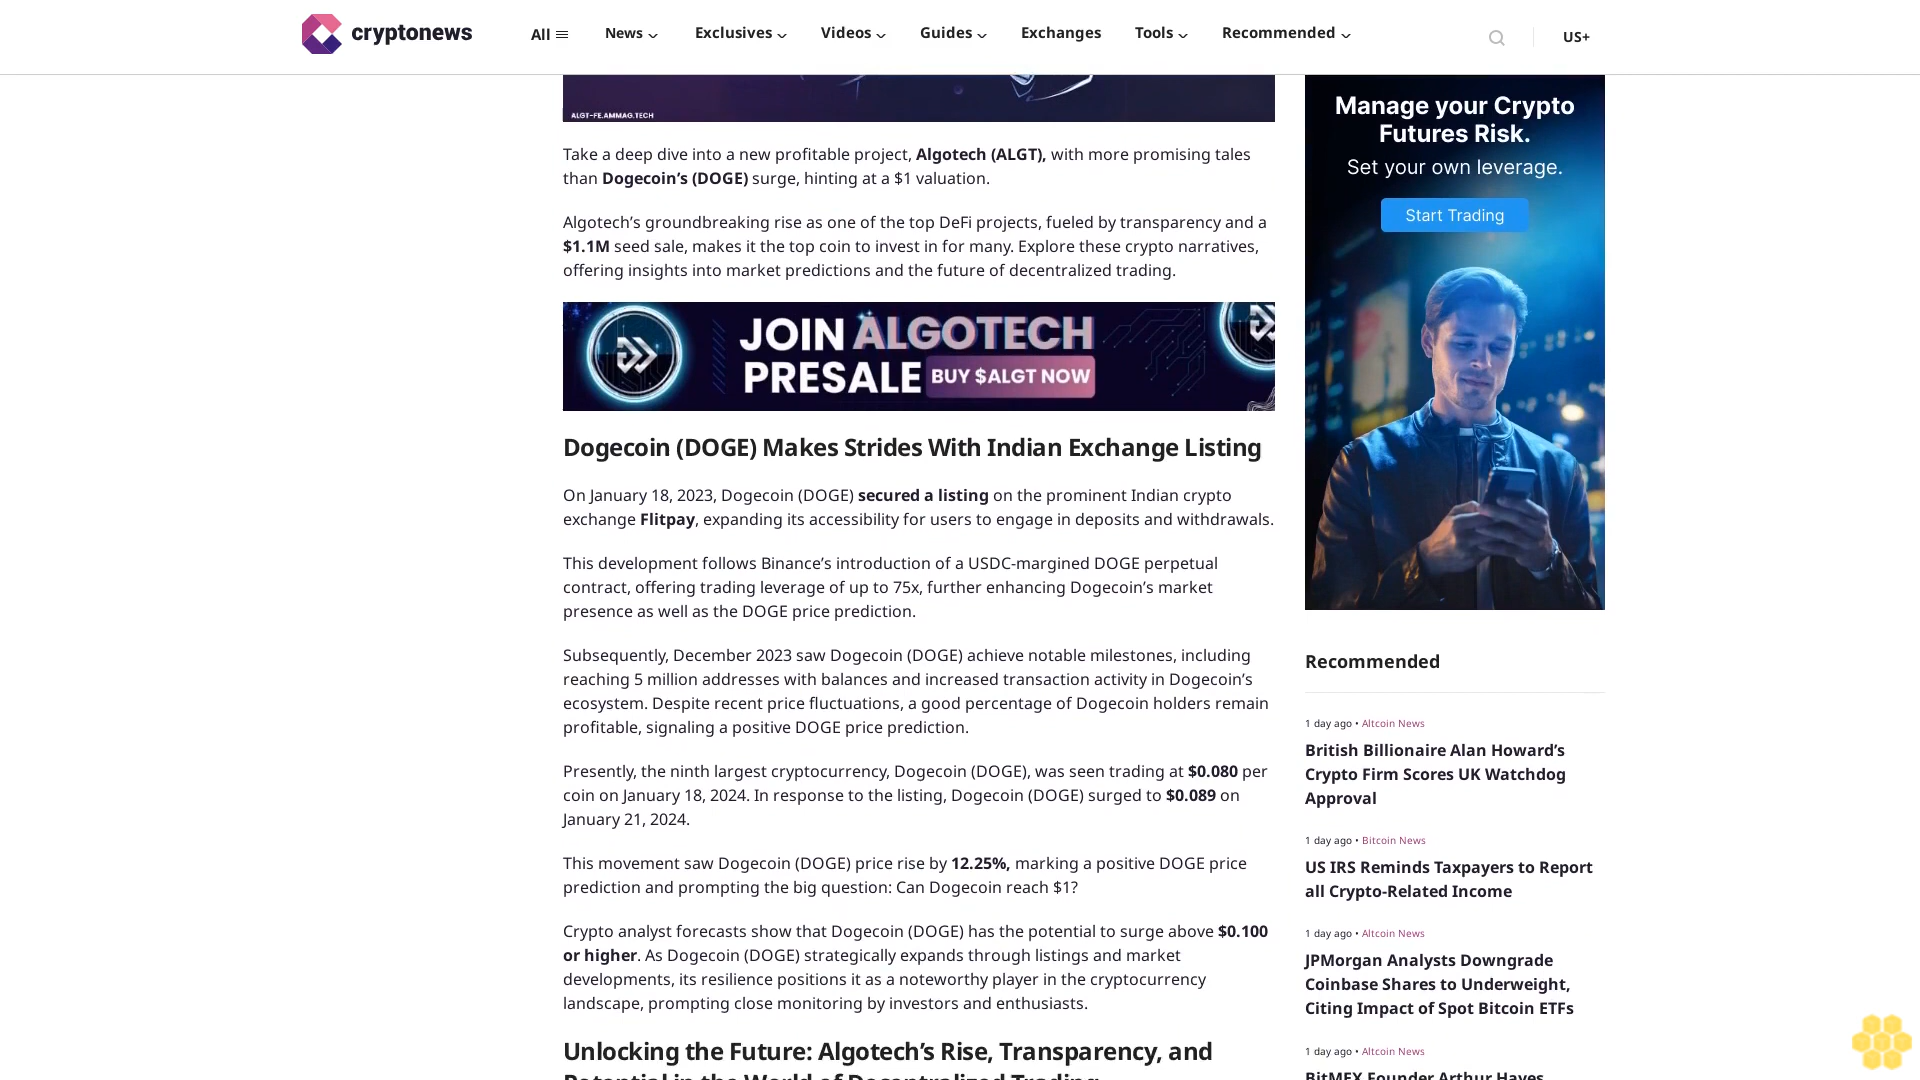 cryptonews
All
News
Exclusives
Videos
Guides
Exchanges
Tools
Recommended
US+
ALGT-FE.AMMAG.TECH
Take a deep dive into a new profitable project, Algotech (ALGT), with more promising tales
than Dogecoin’s (DOGE) surge, hinting at a $1 valuation.
Algotech’s groundbreaking rise as one of the top DeFi projects, fueled by transparency and a
$1.1M seed sale, makes it the top coin to invest in for many. Explore these crypto narratives,
offering insights into market predictions and the future of decentralized trading.
JOIN ALGOTECH
PRESALE BUY $ALGT NOW
Dogecoin (DOGE) Makes Strides With Indian Exchange Listing
On January 18, 2023, Dogecoin (DOGE) secured a listing on the prominent Indian crypto
exchange Flitpay, expanding its accessibility for users to engage in deposits and withdrawals.
This development follows Binance’s introduction of a USDC-margined DOGE perpetual
contract, offering trading leverage of up to 75x, further enhancing Dogecoin’s market
presence as well as the DOGE price prediction.
Subsequently, December 2023 saw Dogecoin (DOGE) achieve notable milestones, including
reaching 5 million addresses with balances and increased transaction activity in Dogecoin’s
ecosystem. Despite recent price fluctuations, a good percentage of Dogecoin holders remain
profitable, signaling a positive DOGE price prediction.
Presently, the ninth largest cryptocurrency, Dogecoin (DOGE), was seen trading at $0.080 per
coin on January 18, 2024. In response to the listing, Dogecoin (DOGE) surged to $0.089 on
January 21, 2024.
This movement saw Dogecoin (DOGE) price rise by 12.25%, marking a positive DOGE price
prediction and prompting the big question: Can Dogecoin reach $1?
Crypto analyst forecasts show that Dogecoin (DOGE) has the potential to surge above $0.100
or higher. As Dogecoin (DOGE) strategically expands through listings and market
developments, its resilience positions it as a noteworthy player in the cryptocurrency
landscape, prompting close monitoring by investors and enthusiasts.
Unlocking the Future: Algotech’s Rise, Transparency, and
Potential in the World of Decentralized Trading
Manage your Crypto
Futures Risk.
Set your own leverage.
Start Trading
Recommended
1 day ago • Altcoin News
British Billionaire Alan Howard’s
Crypto Firm Scores UK Watchdog
Approval
1 day ago • Bitcoin News
US IRS Reminds Taxpayers to Report
all Crypto-Related Income
1 day ago • Altcoin News
JPMorgan Analysts Downgrade
Coinbase Shares to Underweight,
Citing Impact of Spot Bitcoin ETFs
1 day ago • Altcoin News
BitMEX Founder Arthur Hayes